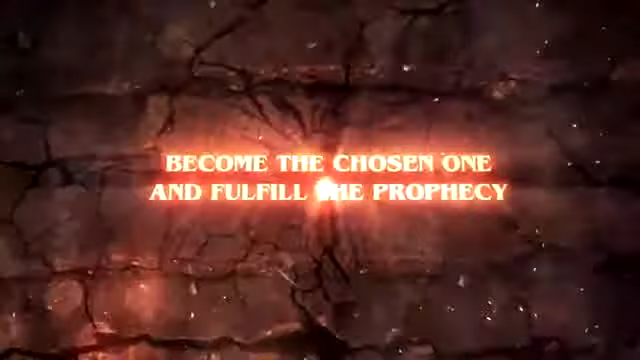 BECOME THE CHOSEN ONE
AND FULFILL THE PROPHECY